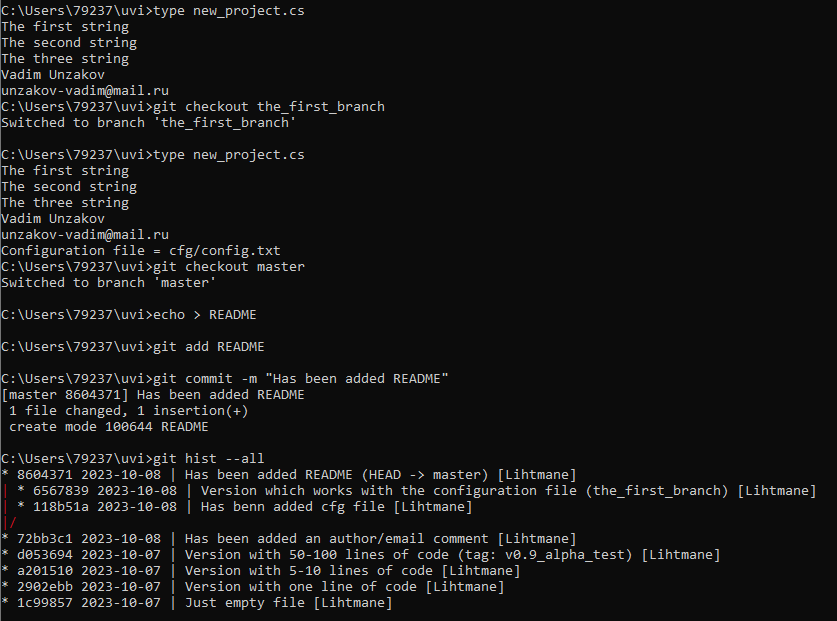 C:\Users\79237\uvi>type new_project.cs
The first string
The second string
The three string
Vadim Unzakov
unzakov-vadim@mail.ru
C:\Users\79237\uvi>git checkout the_first_branch
Switched to branch 'the_first_branch'
C:\Users\79237\uvi>type new_project.cs
The first string
The second string
The three string
Vadim Unzakov
unzakov-vadim@mail.ru
Configuration file = cfg/config.txt
C:\Users\79237\uvi>git checkout master
Switched to branch 'master'
C:\Users\79237\uvi>echo > README
C:\Users\79237\uvi>git add README
C:\Users\79237\uvi>git commit -m "Has been added README"
[master 8604371] Has been added README
 1 file changed, 1 insertion(+)
 create mode 100644 README
C:\Users\79237\uvi>git hist --all
* 8604371 2023-10-08 | Has been added README (HEAD -> master) [Lihtmane]
| * 6567839 2023-10-08 | Version which works with the configuration file (the_first_branch) [Lihtmane]
| * 118b51a 2023-10-08 | Has benn added cfg file [Lihtmane]
|/
* 72bb3c1 2023-10-08 | Has been added an author/email comment [Lihtmane]
* d053694 2023-10-07 | Version with 50-100 lines of code (tag: v0.9_alpha_test) [Lihtmane]
* a201510 2023-10-07 | Version with 5-10 lines of code [Lihtmane]
* 2902ebb 2023-10-07 | Version with one line of code [Lihtmane]
* 1c99857 2023-10-07 | Just empty file [Lihtmane]